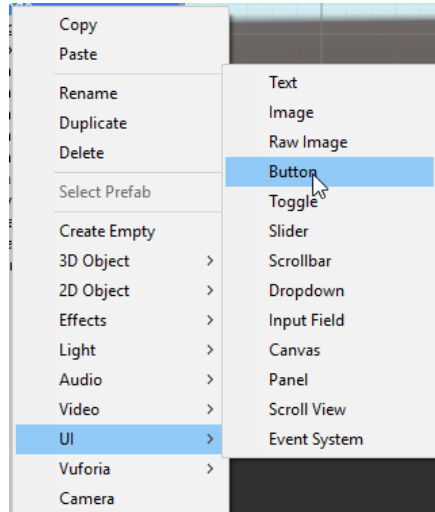 Copy
Paste
Rename
Duplicate
Delete
Select Prefab
Create Empty
3D Object
2D Object
Effects
Light
Audio
Video
UI
Vuforia
Camera
Text
Image
Raw Image
Button
Toggle
Slider
Scrollbar
Dropdown
Input Field
Canvas
Panel
Scroll View
Event System